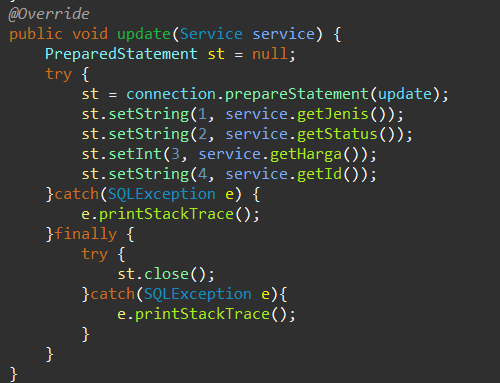 @Override
public void update(Service service) {
    PreparedStatement st = null;
    try {
        st = connection.prepareStatement(update);
        st.setString(1, service.getJenis());
        st.setString(2, service.getStatus());
        st.setInt(3, service.getHarga());
        st.setString(4, service.getId());
    }catch(SQLException e) {
        e.printStackTrace();
    }finally {
        try {
            st.close();
        }catch(SQLException e){
            e.printStackTrace();
        }
    }
}